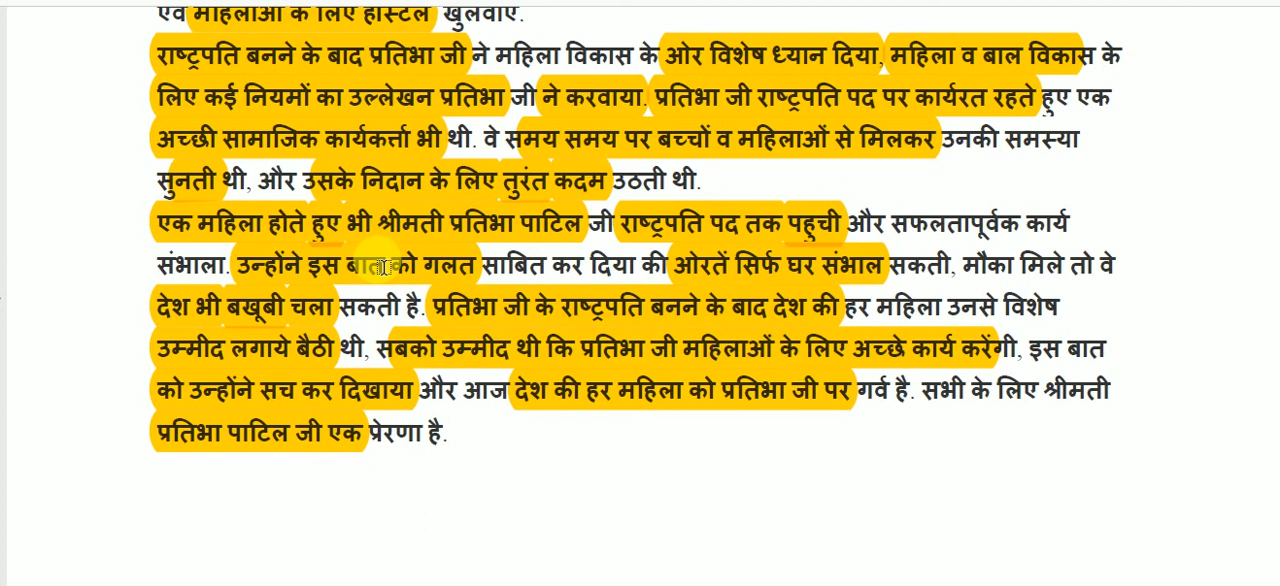 एवं महिलाओं के लिए हॉस्टल खुलवाए.
राष्ट्रपति बनने के बाद प्रतिभा जी ने महिला विकास के ओर विशेष ध्यान दिया, महिला व बाल विकास के
लिए कई नियमों का उल्लेखन प्रतिभा जी ने करवाया. प्रतिभा जी राष्ट्रपति पद पर कार्यरत रहते हुए एक
अच्छी सामाजिक कार्यकर्त्ता भी थी. वे समय समय पर बच्चों व महिलाओं से मिलकर उनकी समस्या
सुनती थी, और उसके निदान के लिए तुरंत कदम उठती थी.
एक महिला होते हुए भी श्रीमती प्रतिभा पाटिल जी राष्ट्रपति पद तक पहुची और सफलतापूर्वक कार्य
संभाला. उन्होंने इस बात को गलत साबित कर दिया की ओरतें सिर्फ घर संभाल सकती, मौका मिले तो वे
देश भी बखूबी चला सकती है. प्रतिभा जी के राष्ट्रपति बनने के बाद देश की हर महिला उनसे विशेष
उम्मीद लगाये बैठी थी, सबको उम्मीद थी कि प्रतिभा जी महिलाओं के लिए अच्छे कार्य करेंगी, इस बात
को उन्होंने सच कर दिखाया और आज देश की हर महिला को प्रतिभा जी पर गर्व है. सभी के लिए श्रीमती
प्रतिभा पाटिल जी एक प्रेरणा है.